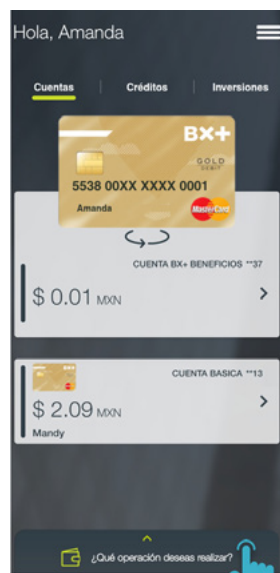 Hola, Amanda
Cuentas
Créditos
Inversiones
BX+
GOLD
DEBIT
5538 00XX XXXX 0001
Amanda
MasterCard
CUENTA BX+ BENEFICIOS **37
$ 0.01 MXN
CUENTA BASICA **13
$ 2.09 MXN
Mandy
¿Qué operación deseas realizar?